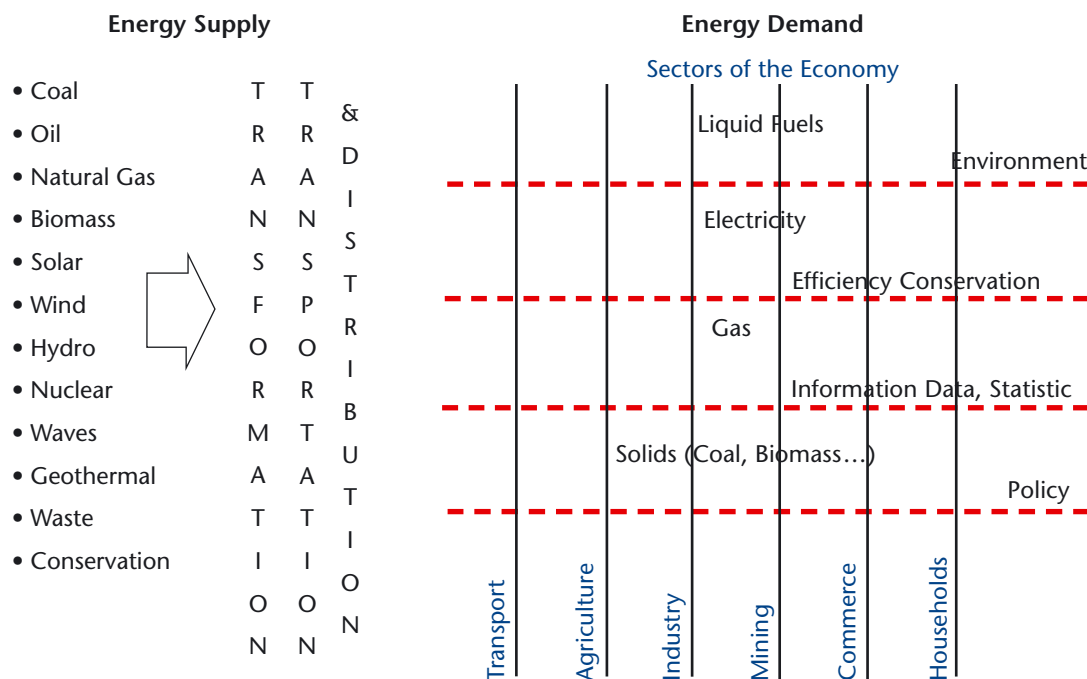 Energy Supply
• Coal
• Oil
• Natural Gas
• Biomass
• Solar
• Wind
• Hydro
• Nuclear
• Waves
• Geothermal
• Waste
• Conservation
TRANSFORMATION
TRANSPORTATION
& DISTRIBUTION
Energy Demand
Sectors of the Economy
Liquid Fuels
Environment
Electricity
Efficiency Conservation
Gas
Information Data, Statistic
Solids (Coal, Biomass…)
Policy
Transport
Agriculture
Industry
Mining
Commerce
Households